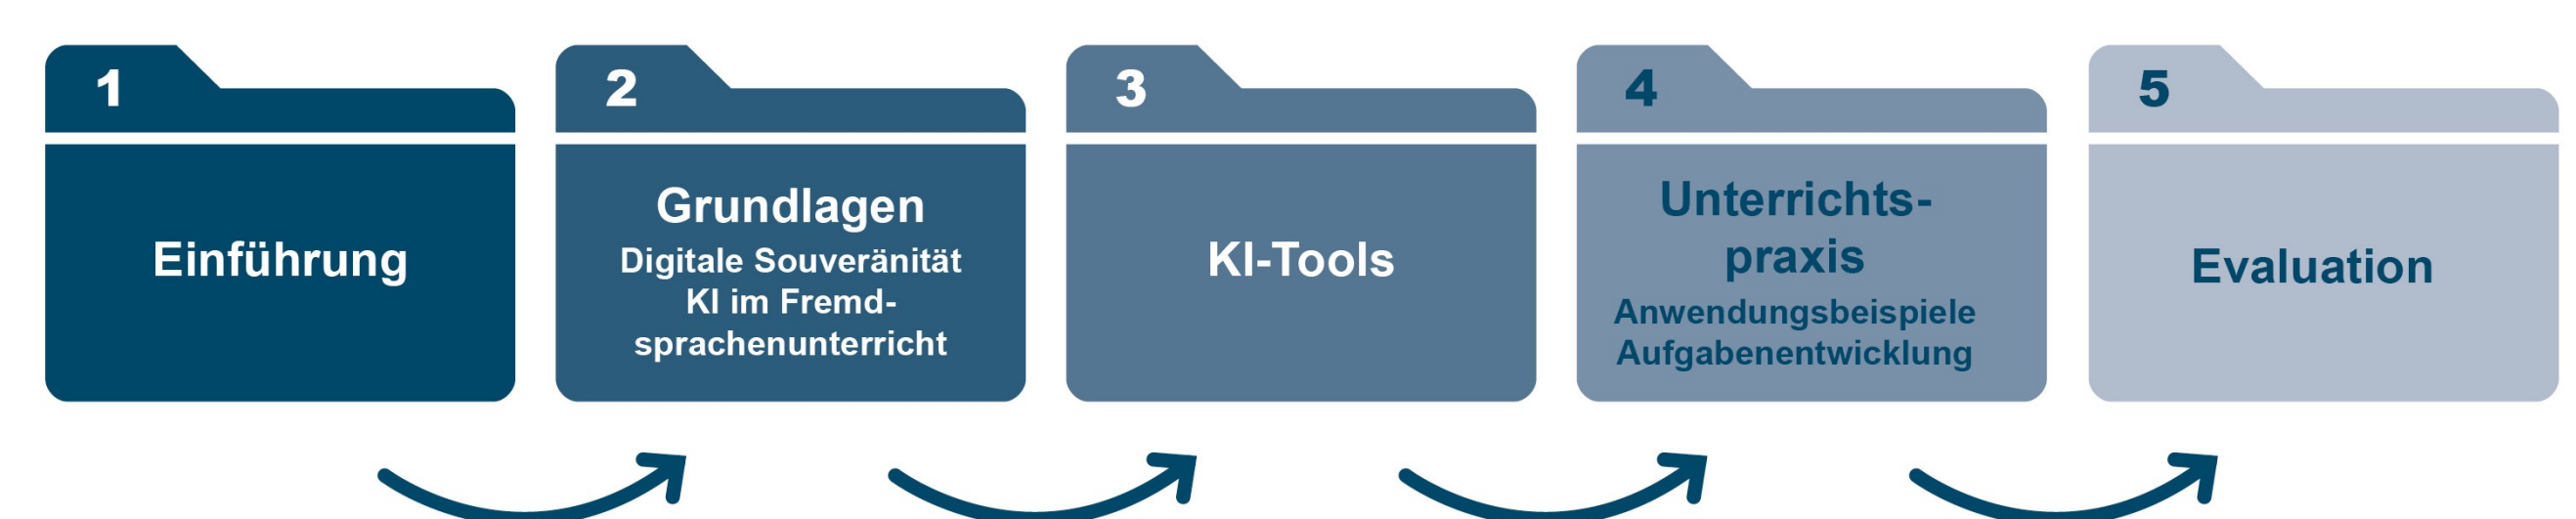 1
Einführung
2
Grundlagen
Digitale Souveränität
KI im Fremd-
sprachenunterricht
3
KI-Tools
4
Unterrichts-
praxis
Anwendungsbeispiele
Aufgabenentwicklung
5
Evaluation